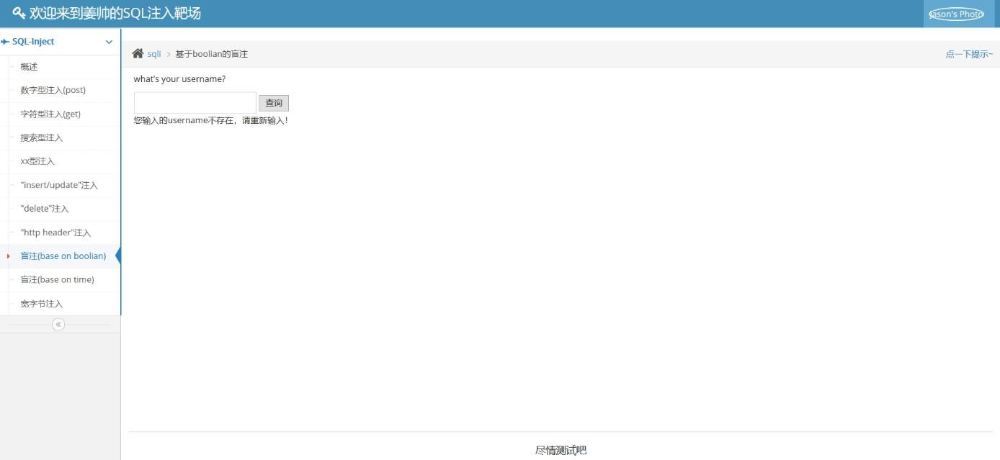 欢迎来到姜帅的SQL注入靶场
Jason's Photo
SQL-Inject
概述
数字型注入(post)
字符型注入(get)
搜索型注入
xx型注入
"insert/update"注入
"delete"注入
"http header"注入
盲注(base on boolian)
盲注(base on time)
宽字节注入
sqli
基于boolian的盲注
点一下提示~
what's your username?
查询
您输入的username不存在，请重新输入！
尽情测试吧